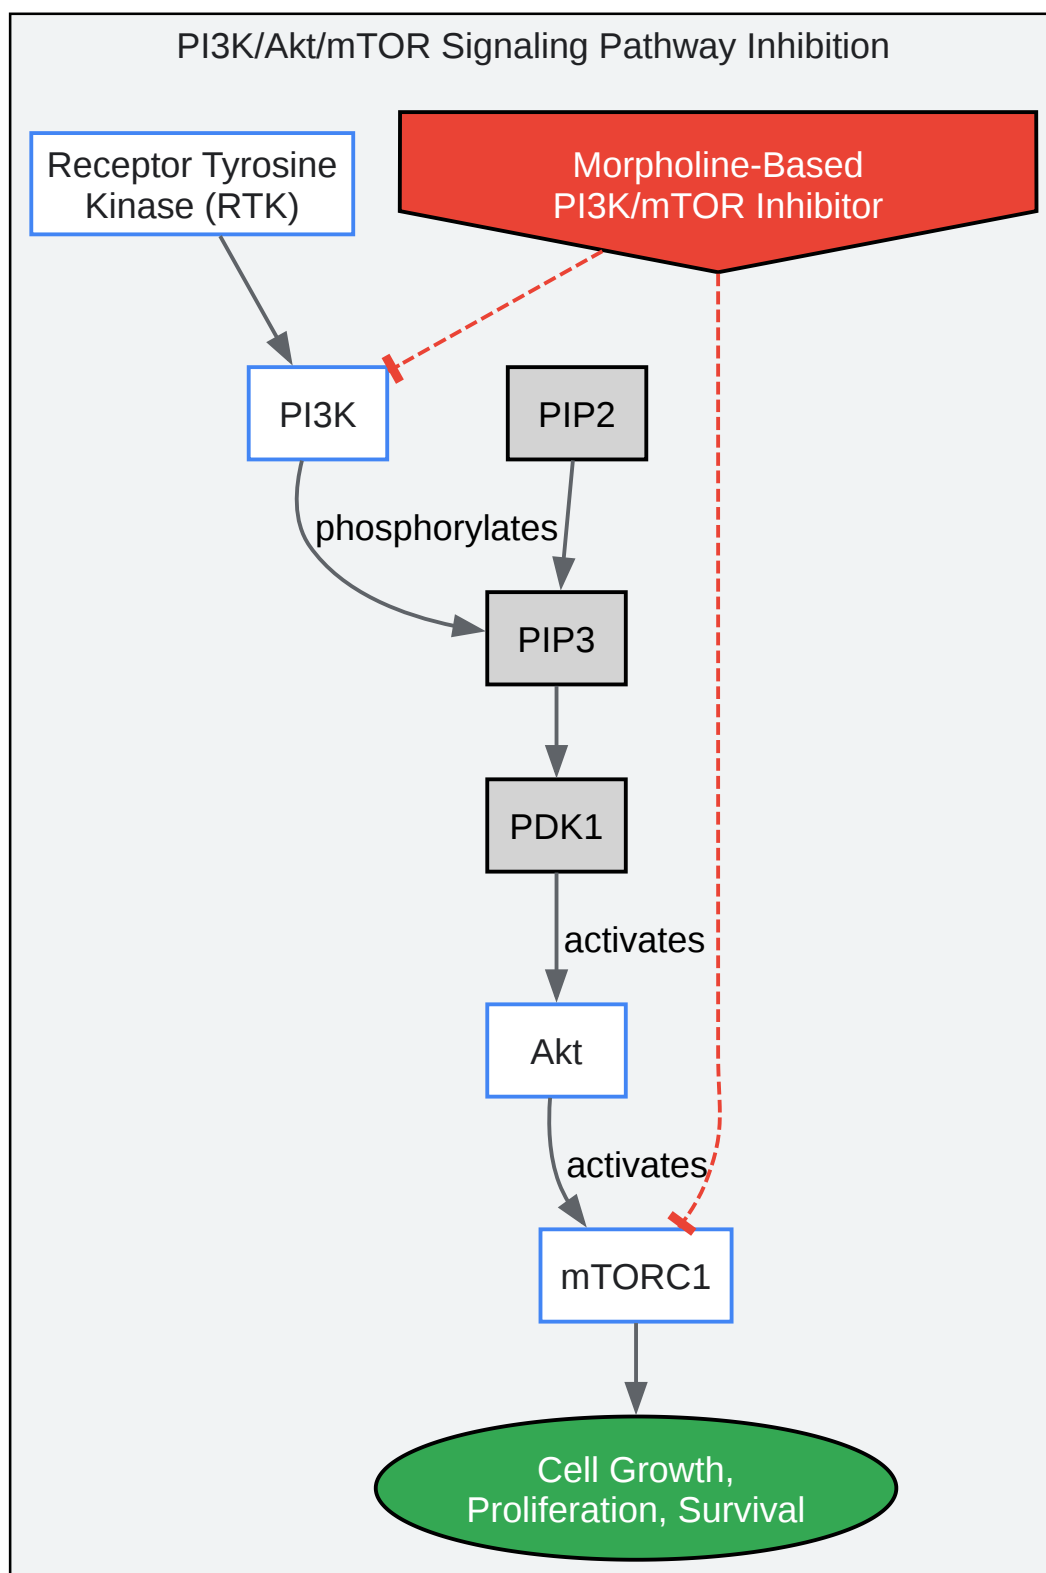 PI3K/Akt/mTOR Signaling Pathway Inhibition
Receptor Tyrosine
Kinase (RTK)
Morpholine-Based
PI3K/mTOR Inhibitor
PI3K
PIP2
phosphorylates
PIP3
PDK1
activates
Akt
activates
mTORC1
Cell Growth,
Proliferation, Survival